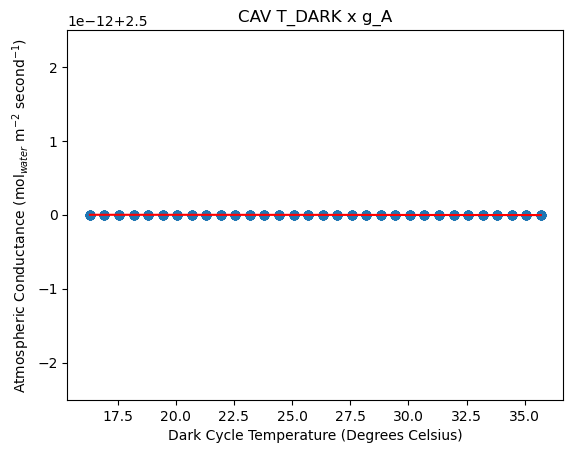 CAV T_DARK x g_A
1e−12+2.5
Atmospheric Conductance (mol_water m⁻² second⁻¹)
2
1
0
−1
−2
17.5 20.0 22.5 25.0 27.5 30.0 32.5 35.0
Dark Cycle Temperature (Degrees Celsius)